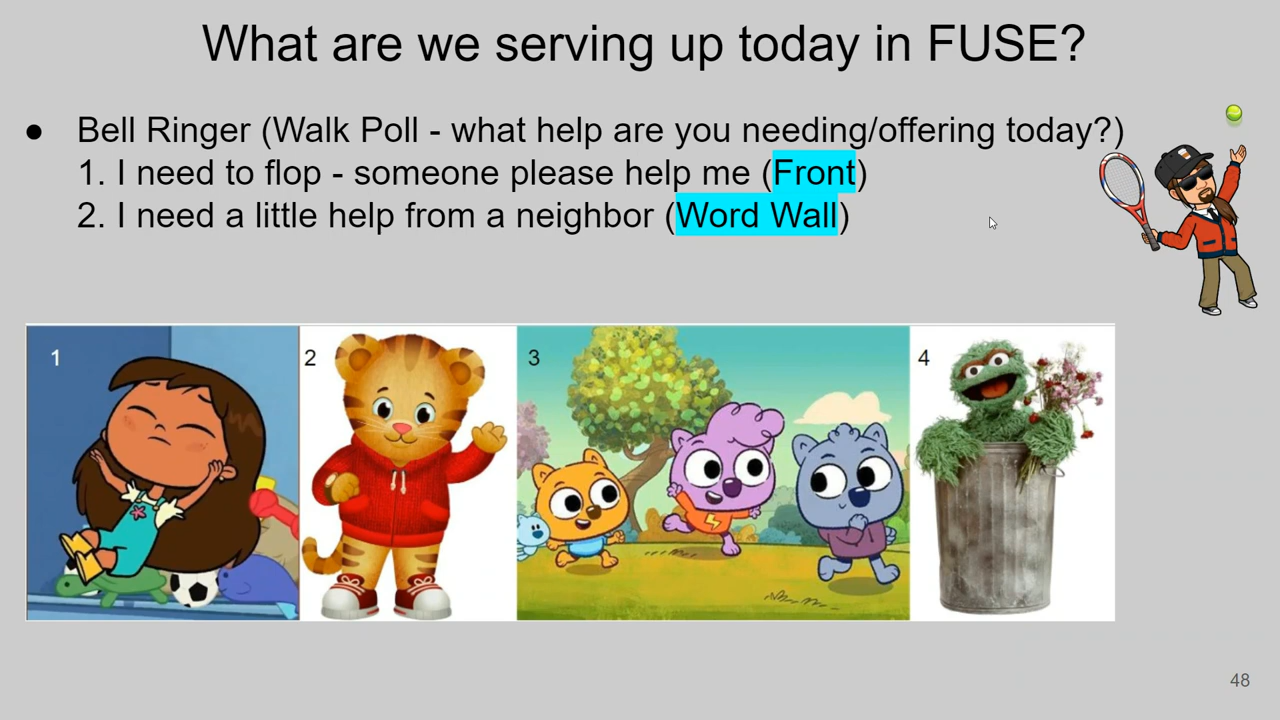 What are we serving up today in FUSE?
● Bell Ringer (Walk Poll - what help are you needing/offering today?)
1. I need to flop - someone please help me (Front)
2. I need a little help from a neighbor (Word Wall)
1 2 3 4
48